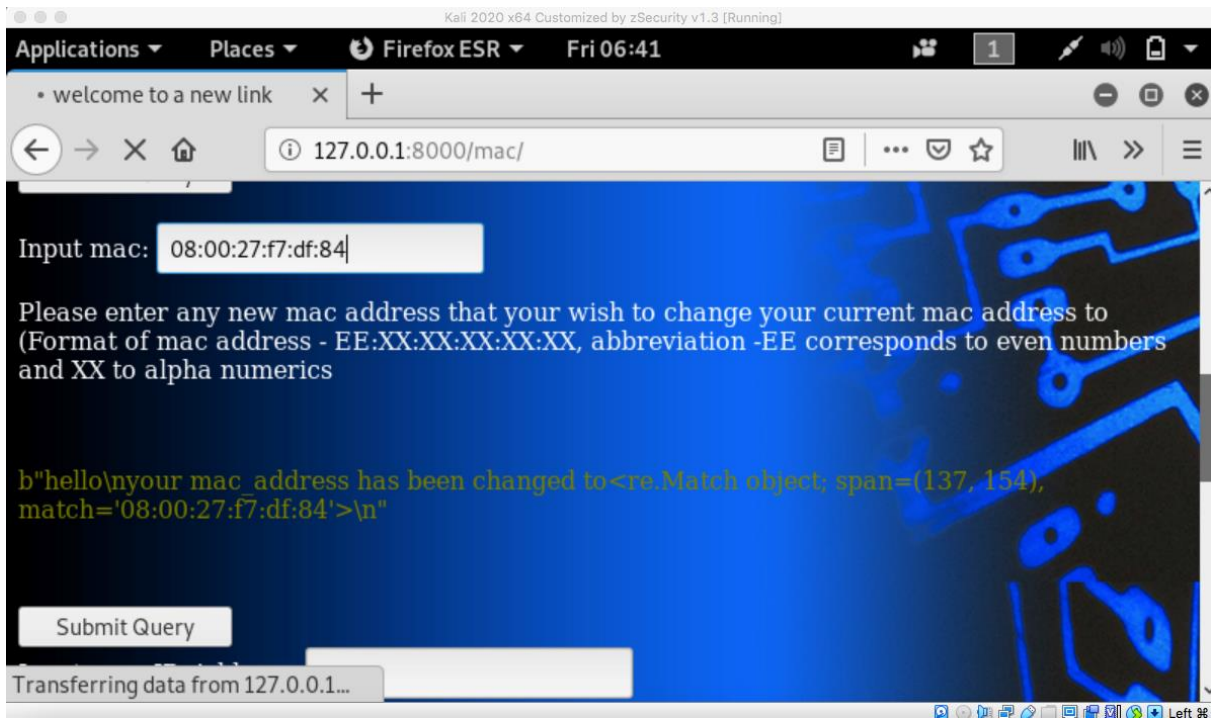 Kali 2020 x64 Customized by zSecurity v1.3 [Running]
Applications Places Firefox ESR Fri 06:41 1
• welcome to a new link
127.0.0.1:8000/mac/
Input mac: 08:00:27:f7:df:84
Please enter any new mac address that your wish to change your current mac address to
(Format of mac address - EE:XX:XX:XX:XX:XX, abbreviation -EE corresponds to even numbers
and XX to alpha numerics
b"hello\nyour mac_address has been changed to<re.Match object; span=(137, 154),
match='08:00:27:f7:df:84'>\n"
Submit Query
Transferring data from 127.0.0.1...
Left ⌘